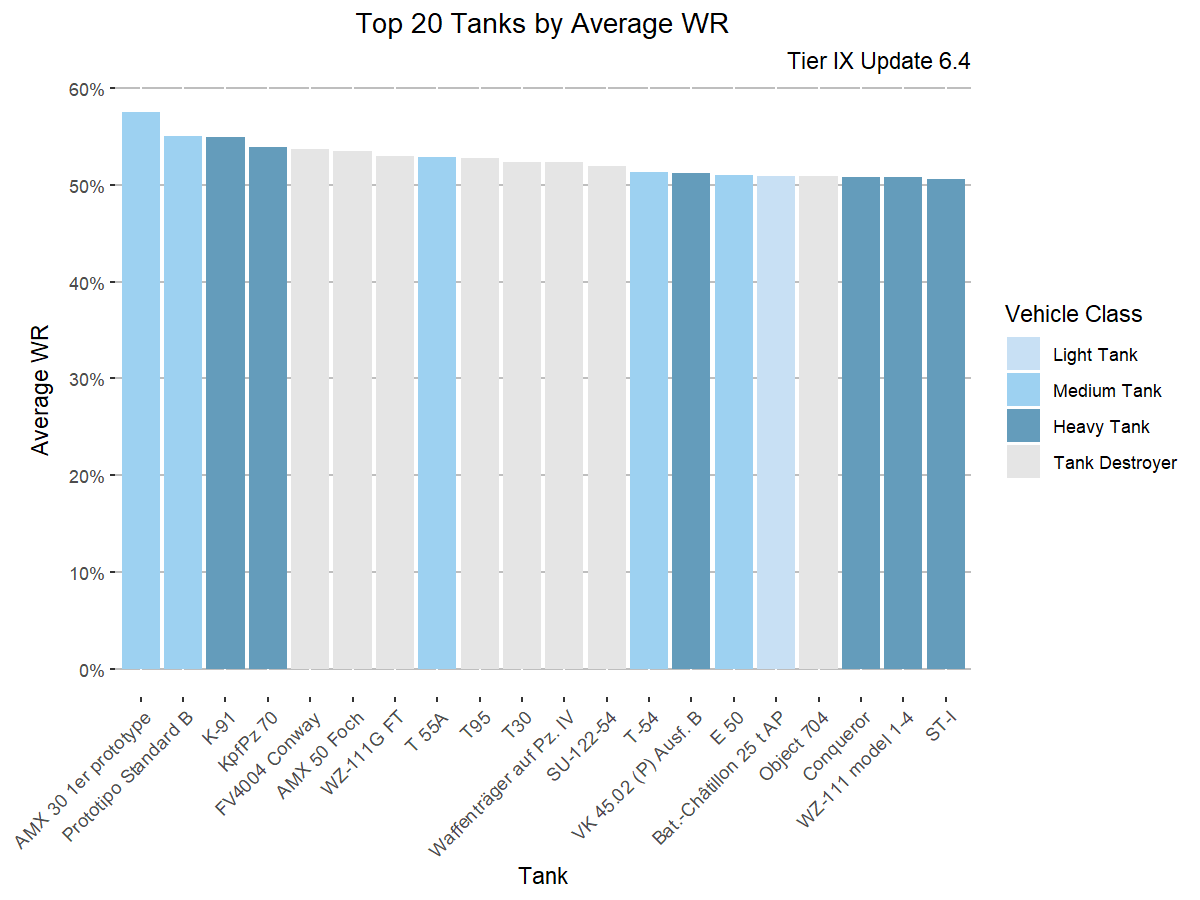 Top 20 Tanks by Average WR
Tier IX Update 6.4
60%
50%
40%
30%
20%
10%
0%
Average WR
AMX 30 1er prototype
Prototipo Standard B
K-91
KpfPz 70
FV4004 Conway
AMX 50 Foch
WZ-111G FT
T 55A
T95
T30
Waffenträger auf Pz. IV
SU-122-54
T-54
VK 45.02 (P) Ausf. B
E 50
Bat.-Châtillon 25 t AP
Object 704
Conqueror
WZ-111 model 1-4
ST-I
Tank
Vehicle Class
Light Tank
Medium Tank
Heavy Tank
Tank Destroyer